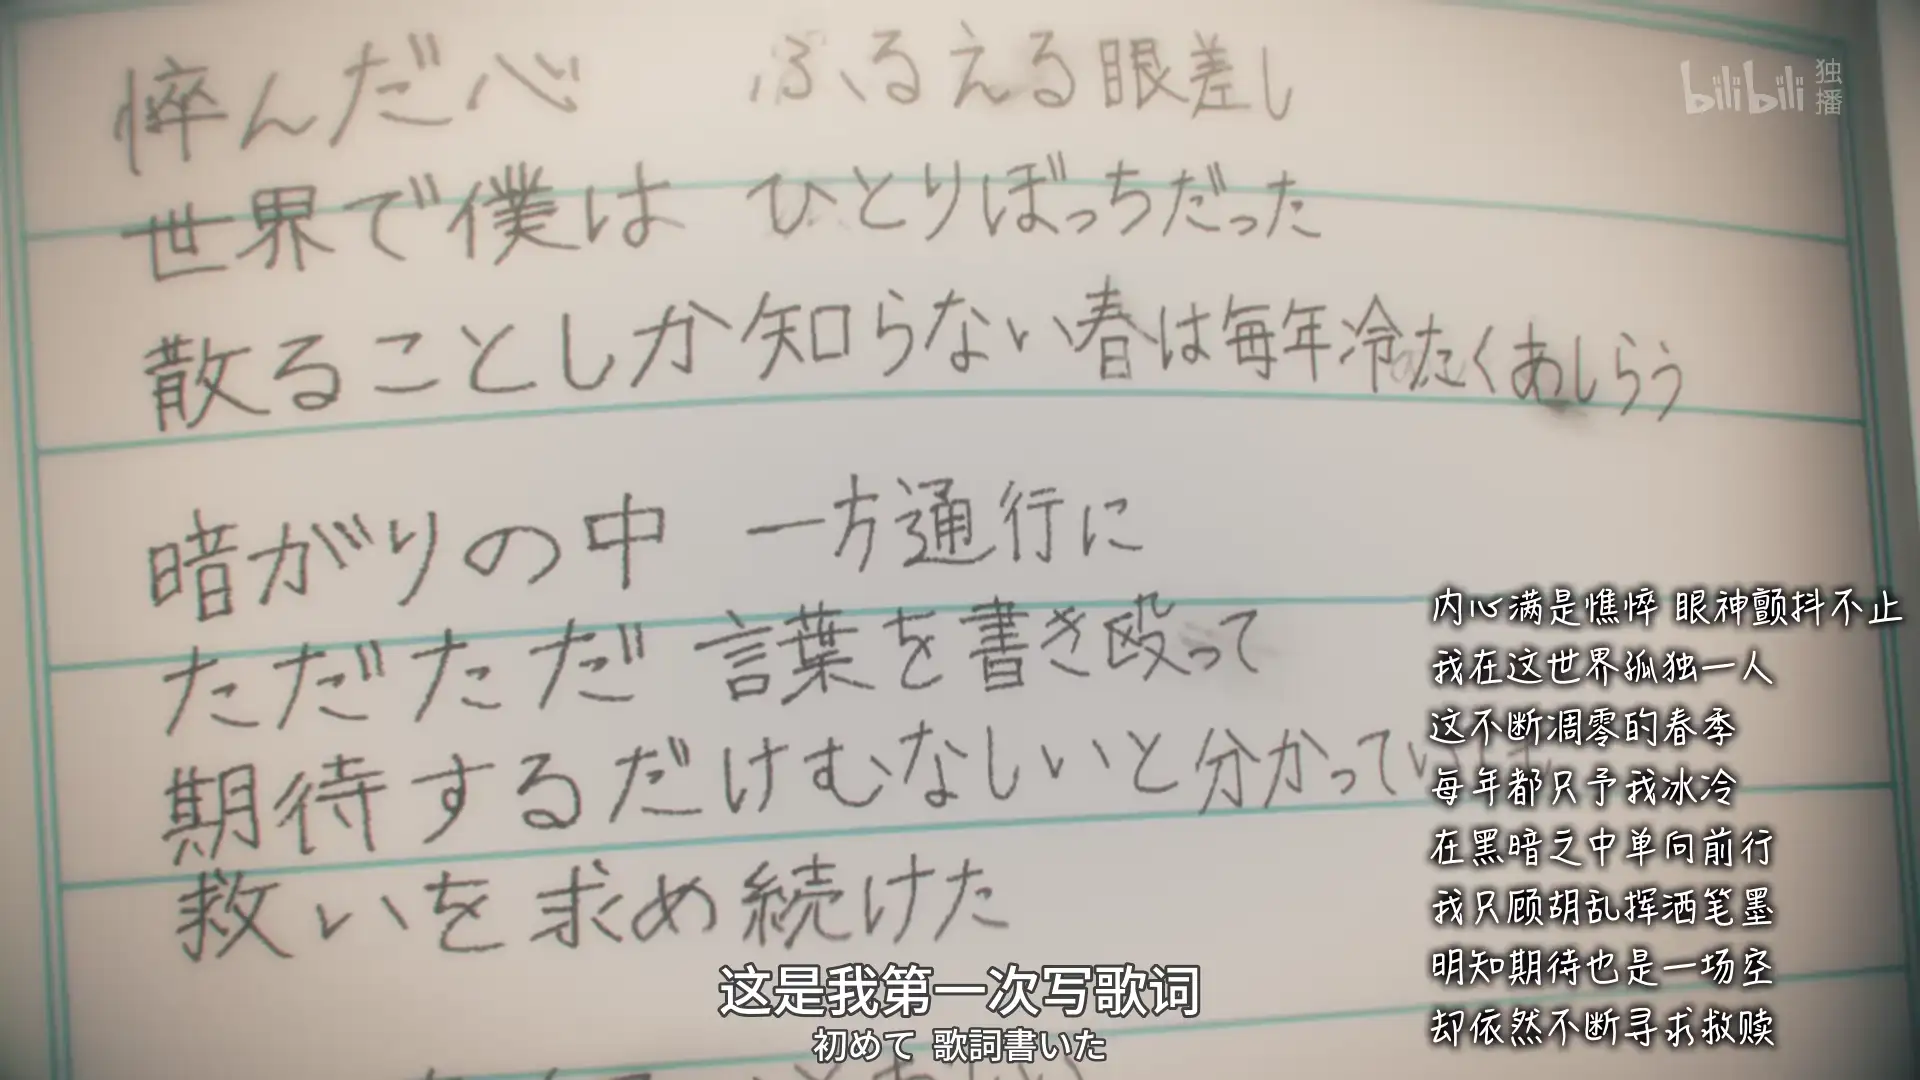 悴んだ心 ふるえる眼差し
世界で僕は ひとりぼっちだった
散ることしか知らない春は毎年冷たくあしらう
暗がりの中 一方通行に
ただただ 言葉を書き殴って
期待するだけむなしいと分かってい
救いを求め続けた
bilibili 独播
内心满是憔悴 眼神颤抖不止
我在这世界孤独一人
这不断凋零的春季
每年都只予我冰冷
在黑暗之中单向前行
我只顾胡乱挥洒笔墨
明知期待也是一场空
却依然不断寻求救赎
这是我第一次写歌词
初めて 歌詞書いた